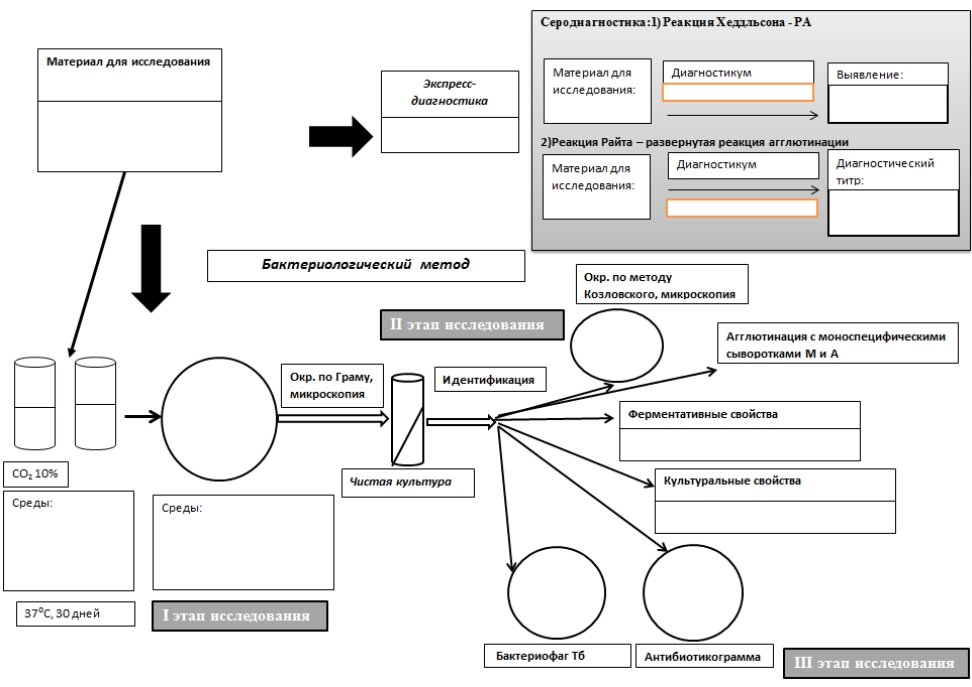 Материал для исследования
Экспресс-
диагностика
Серодиагностика:1) Реакция Хеддльсона - РА
Материал для
исследования:
Диагностикум
Выявление:
2)Реакция Райта – развернутая реакция агглютинации
Материал для
исследования:
Диагностикум
Диагностический
титр:
Бактериологический метод
II этап исследования
Окр. по методу
Козловского, микроскопия
Агглютинация с моноспецифическими
сыворотками М и А
Окр. по Граму,
микроскопия
Идентификация
Ферментативные свойства
Культуральные свойства
Чистая культура
CO₂ 10%
Среды:
Среды:
37⁰С, 30 дней
I этап исследования
Бактериофаг Тб
Антибиотикограмма
III этап исследования